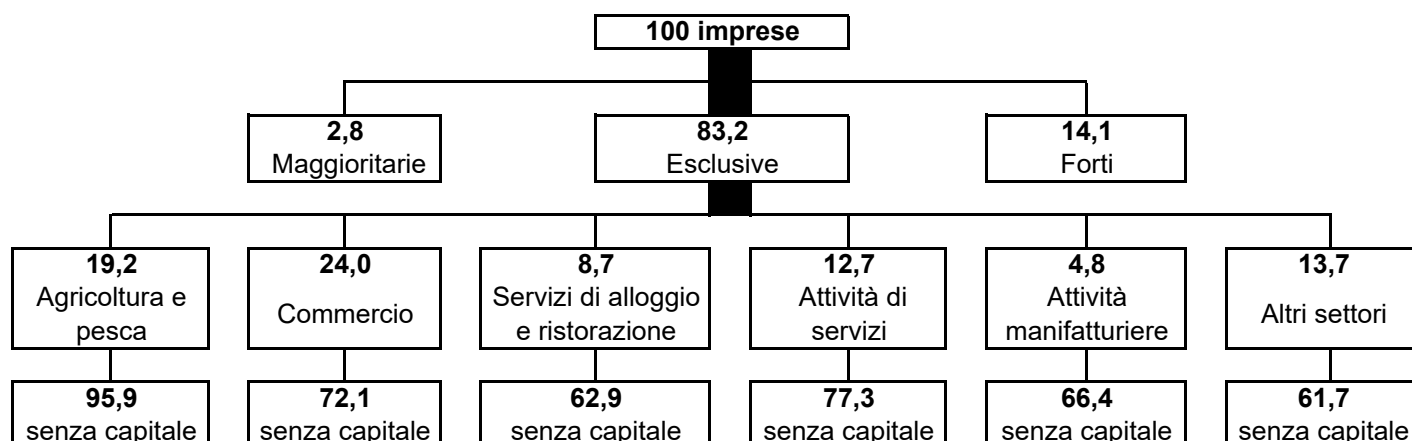 100 imprese
2,8
Maggioritarie
83,2
Esclusive
14,1
Forti
19,2
Agricoltura e
pesca
24,0
Commercio
8,7
Servizi di alloggio
e ristorazione
12,7
Attività di
servizi
4,8
Attività
manifatturiere
13,7
Altri settori
95,9
senza capitale
72,1
senza capitale
62,9
senza capitale
77,3
senza capitale
66,4
senza capitale
61,7
senza capitale